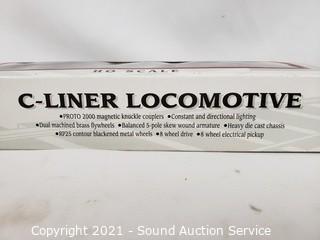 HO SCALE
C-LINER LOCOMOTIVE
•PROTO 2000 magnetic knuckle couplers •Constant and directional lighting
•Dual machined brass flywheels •Balanced 5-pole skew wound armature •Heavy die cast chassis
•RP25 contour blackened metal wheels •8 wheel drive •8 wheel electrical pickup
Copyright 2021 - Sound Auction Service